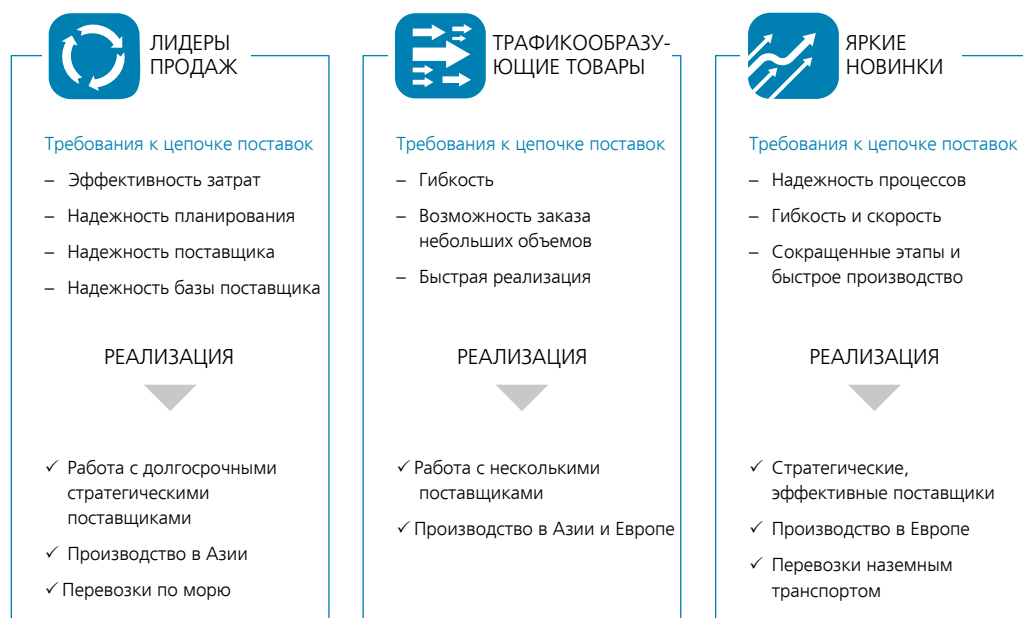 ЛИДЕРЫ
ПРОДАЖ
Требования к цепочке поставок
– Эффективность затрат
– Надежность планирования
– Надежность поставщика
– Надежность базы поставщика
РЕАЛИЗАЦИЯ
✓ Работа с долгосрочными
стратегическими
поставщиками
✓ Производство в Азии
✓ Перевозки по морю
ТРАФИКООБРАЗУ-
ЮЩИЕ ТОВАРЫ
Требования к цепочке поставок
– Гибкость
– Возможность заказа
небольших объемов
– Быстрая реализация
РЕАЛИЗАЦИЯ
✓ Работа с несколькими
поставщиками
✓ Производство в Азии и Европе
ЯРКИЕ
НОВИНКИ
Требования к цепочке поставок
– Надежность процессов
– Гибкость и скорость
– Сокращенные этапы и
быстрое производство
РЕАЛИЗАЦИЯ
✓ Стратегические,
эффективные поставщики
✓ Производство в Европе
✓ Перевозки наземным
транспортом